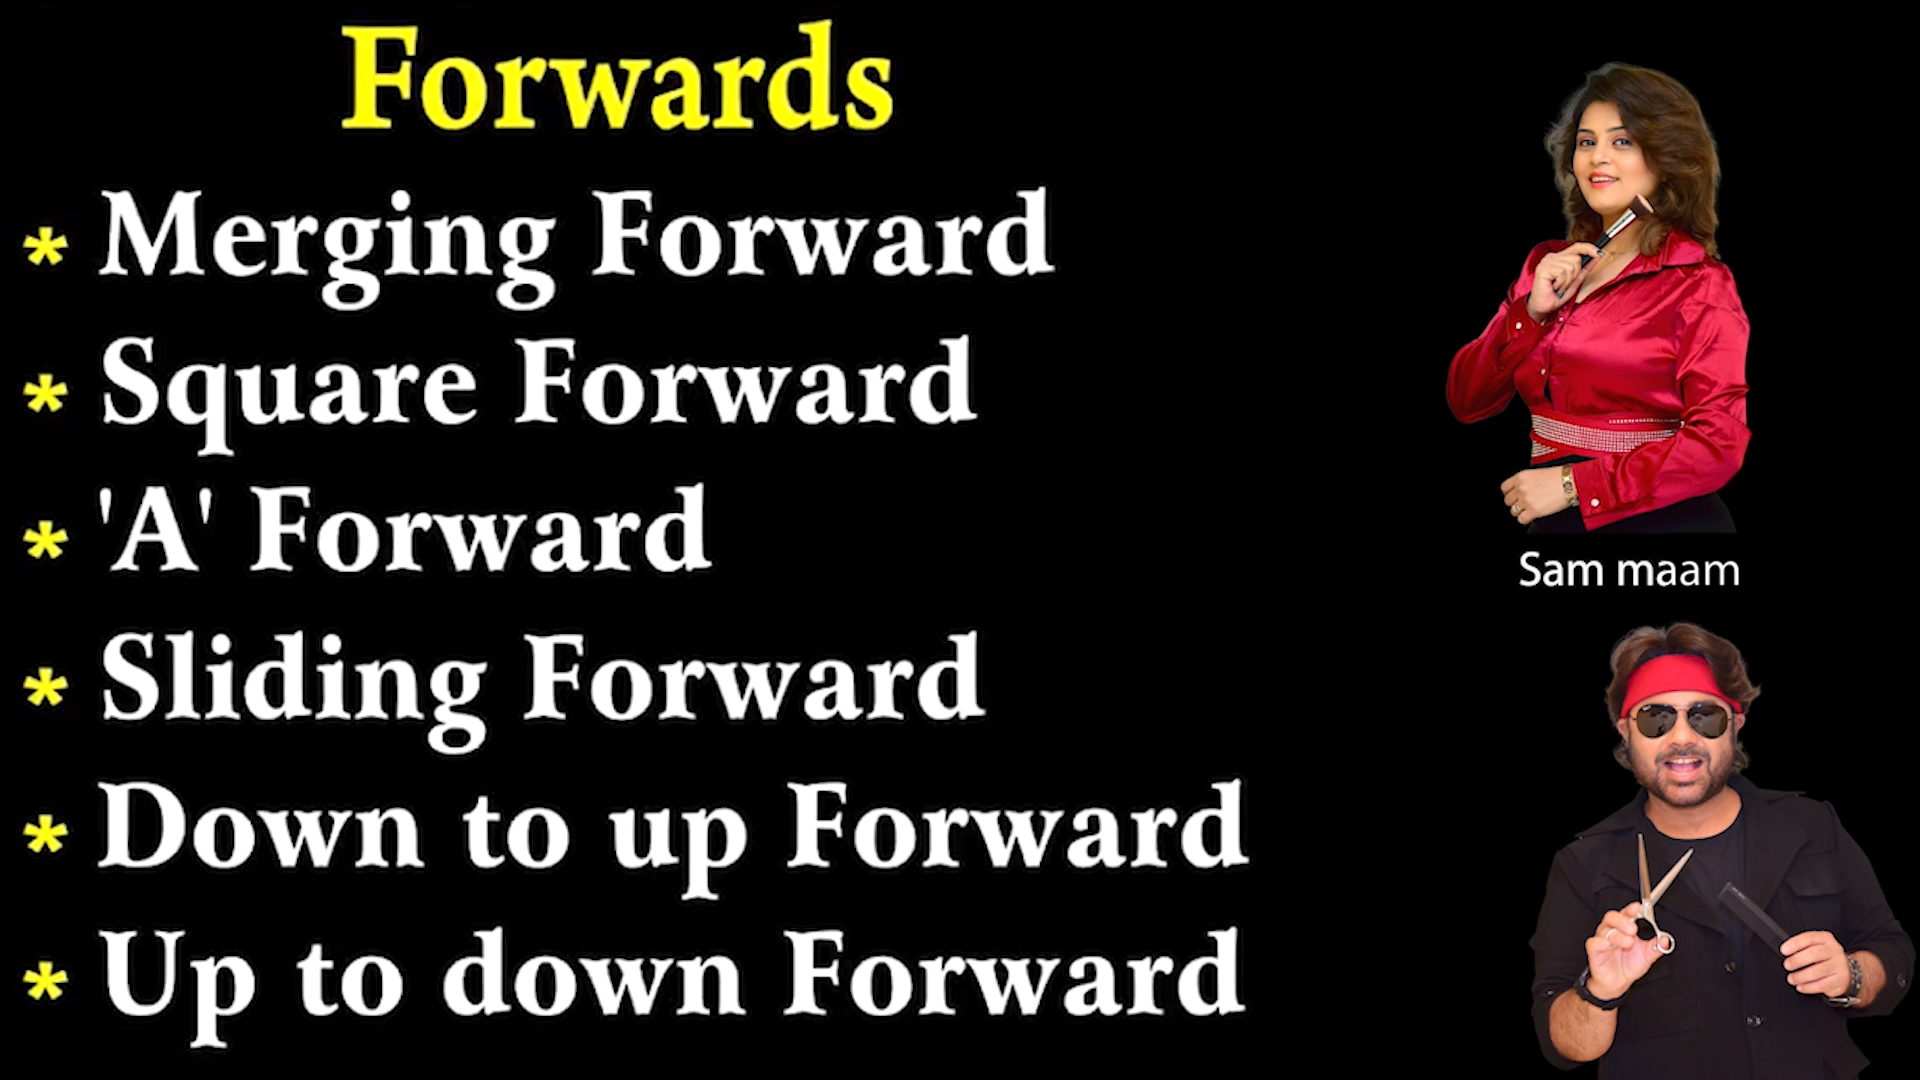 Forwards
* Merging Forward
* Square Forward
* 'A' Forward
* Sliding Forward
* Down to up Forward
* Up to down Forward
Sam maam